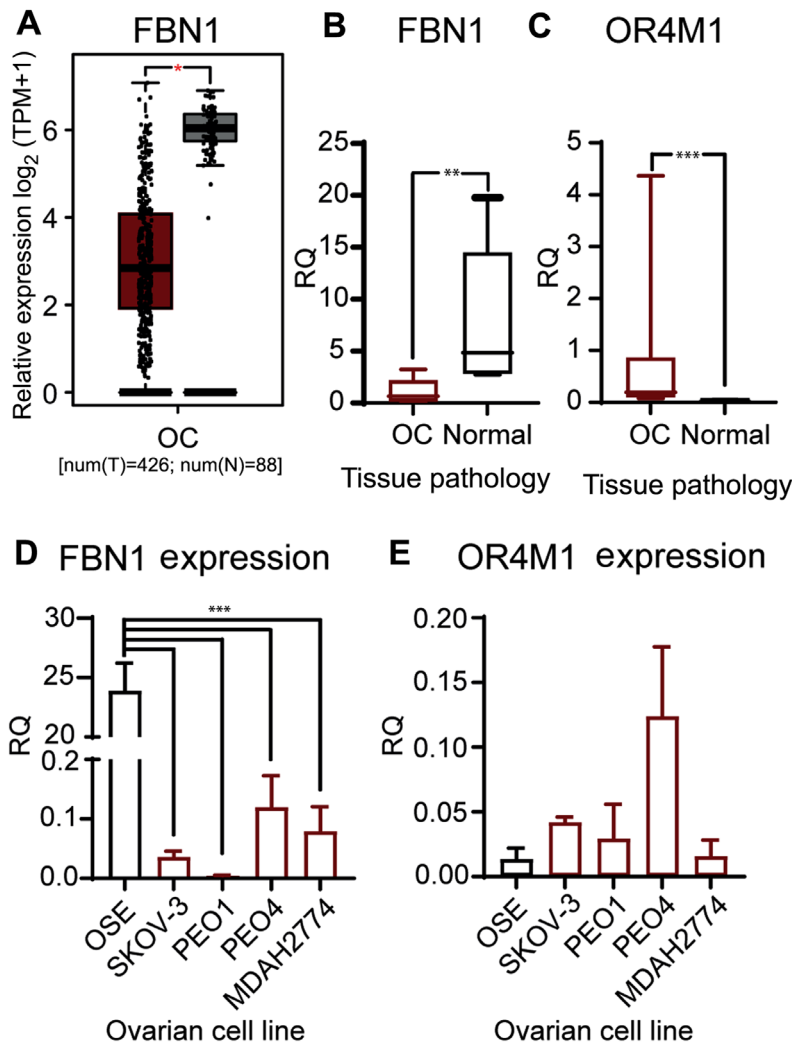 A
FBN1
Relative expression log2 (TPM+1)
*
6
4
2
0
OC
[num(T)=426; num(N)=88]
B
FBN1
RQ
25
20
15
10
5
0
**
OC Normal
Tissue pathology
C
OR4M1
RQ
5
4
3
2
1
0
***
OC Normal
Tissue pathology
D
FBN1 expression
RQ
30
25
20
0.2
0.1
0.0
***
OSE
SKOV-3
PEO1
PEO4
MDAH2774
Ovarian cell line
E
OR4M1 expression
RQ
0.20
0.15
0.10
0.05
0.00
OSE
SKOV-3
PEO1
PEO4
MDAH2774
Ovarian cell line